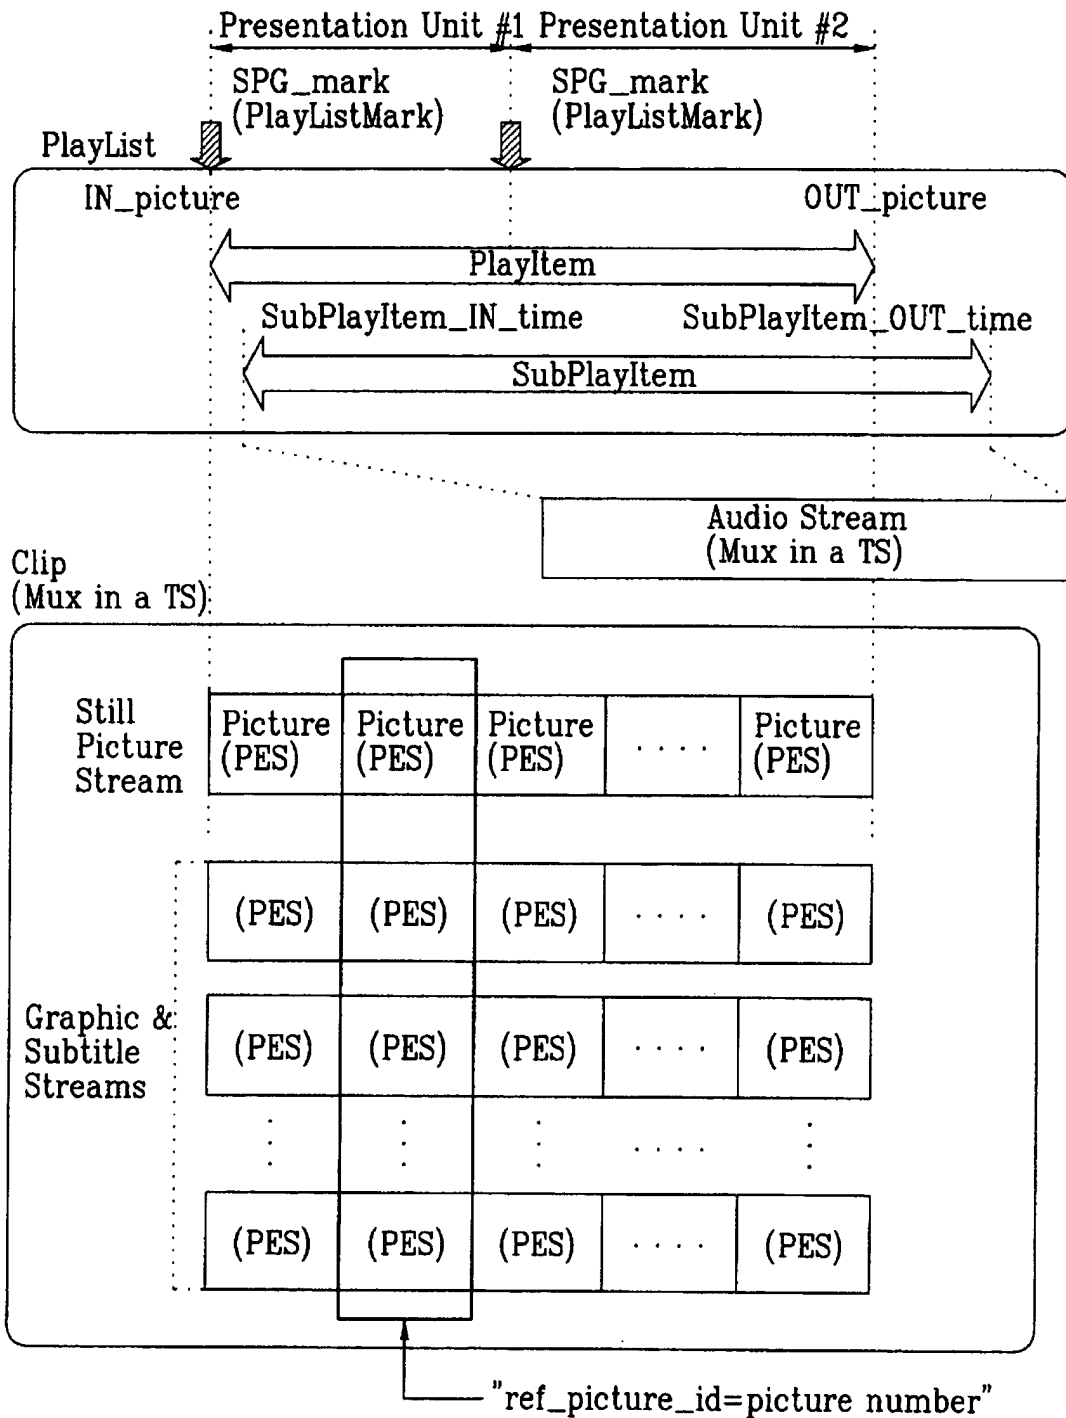 Presentation Unit #1 Presentation Unit #2
SPG_mark
(PlayListMark)
SPG_mark
(PlayListMark)
PlayList
IN_picture
OUT_picture
PlayItem
SubPlayItem_IN_time
SubPlayItem_OUT_time
SubPlayItem
Audio Stream
(Mux in a TS)
Clip
(Mux in a TS)
Still
Picture
Stream
Picture
(PES)
Picture
(PES)
Picture
(PES)
. . . .
Picture
(PES)
(PES) (PES) (PES) . . . . (PES)
Graphic &
Subtitle
Streams
(PES) (PES) (PES) . . . . (PES)
. . . .
(PES) (PES) (PES) . . . . (PES)
"ref_picture_id=picture number"